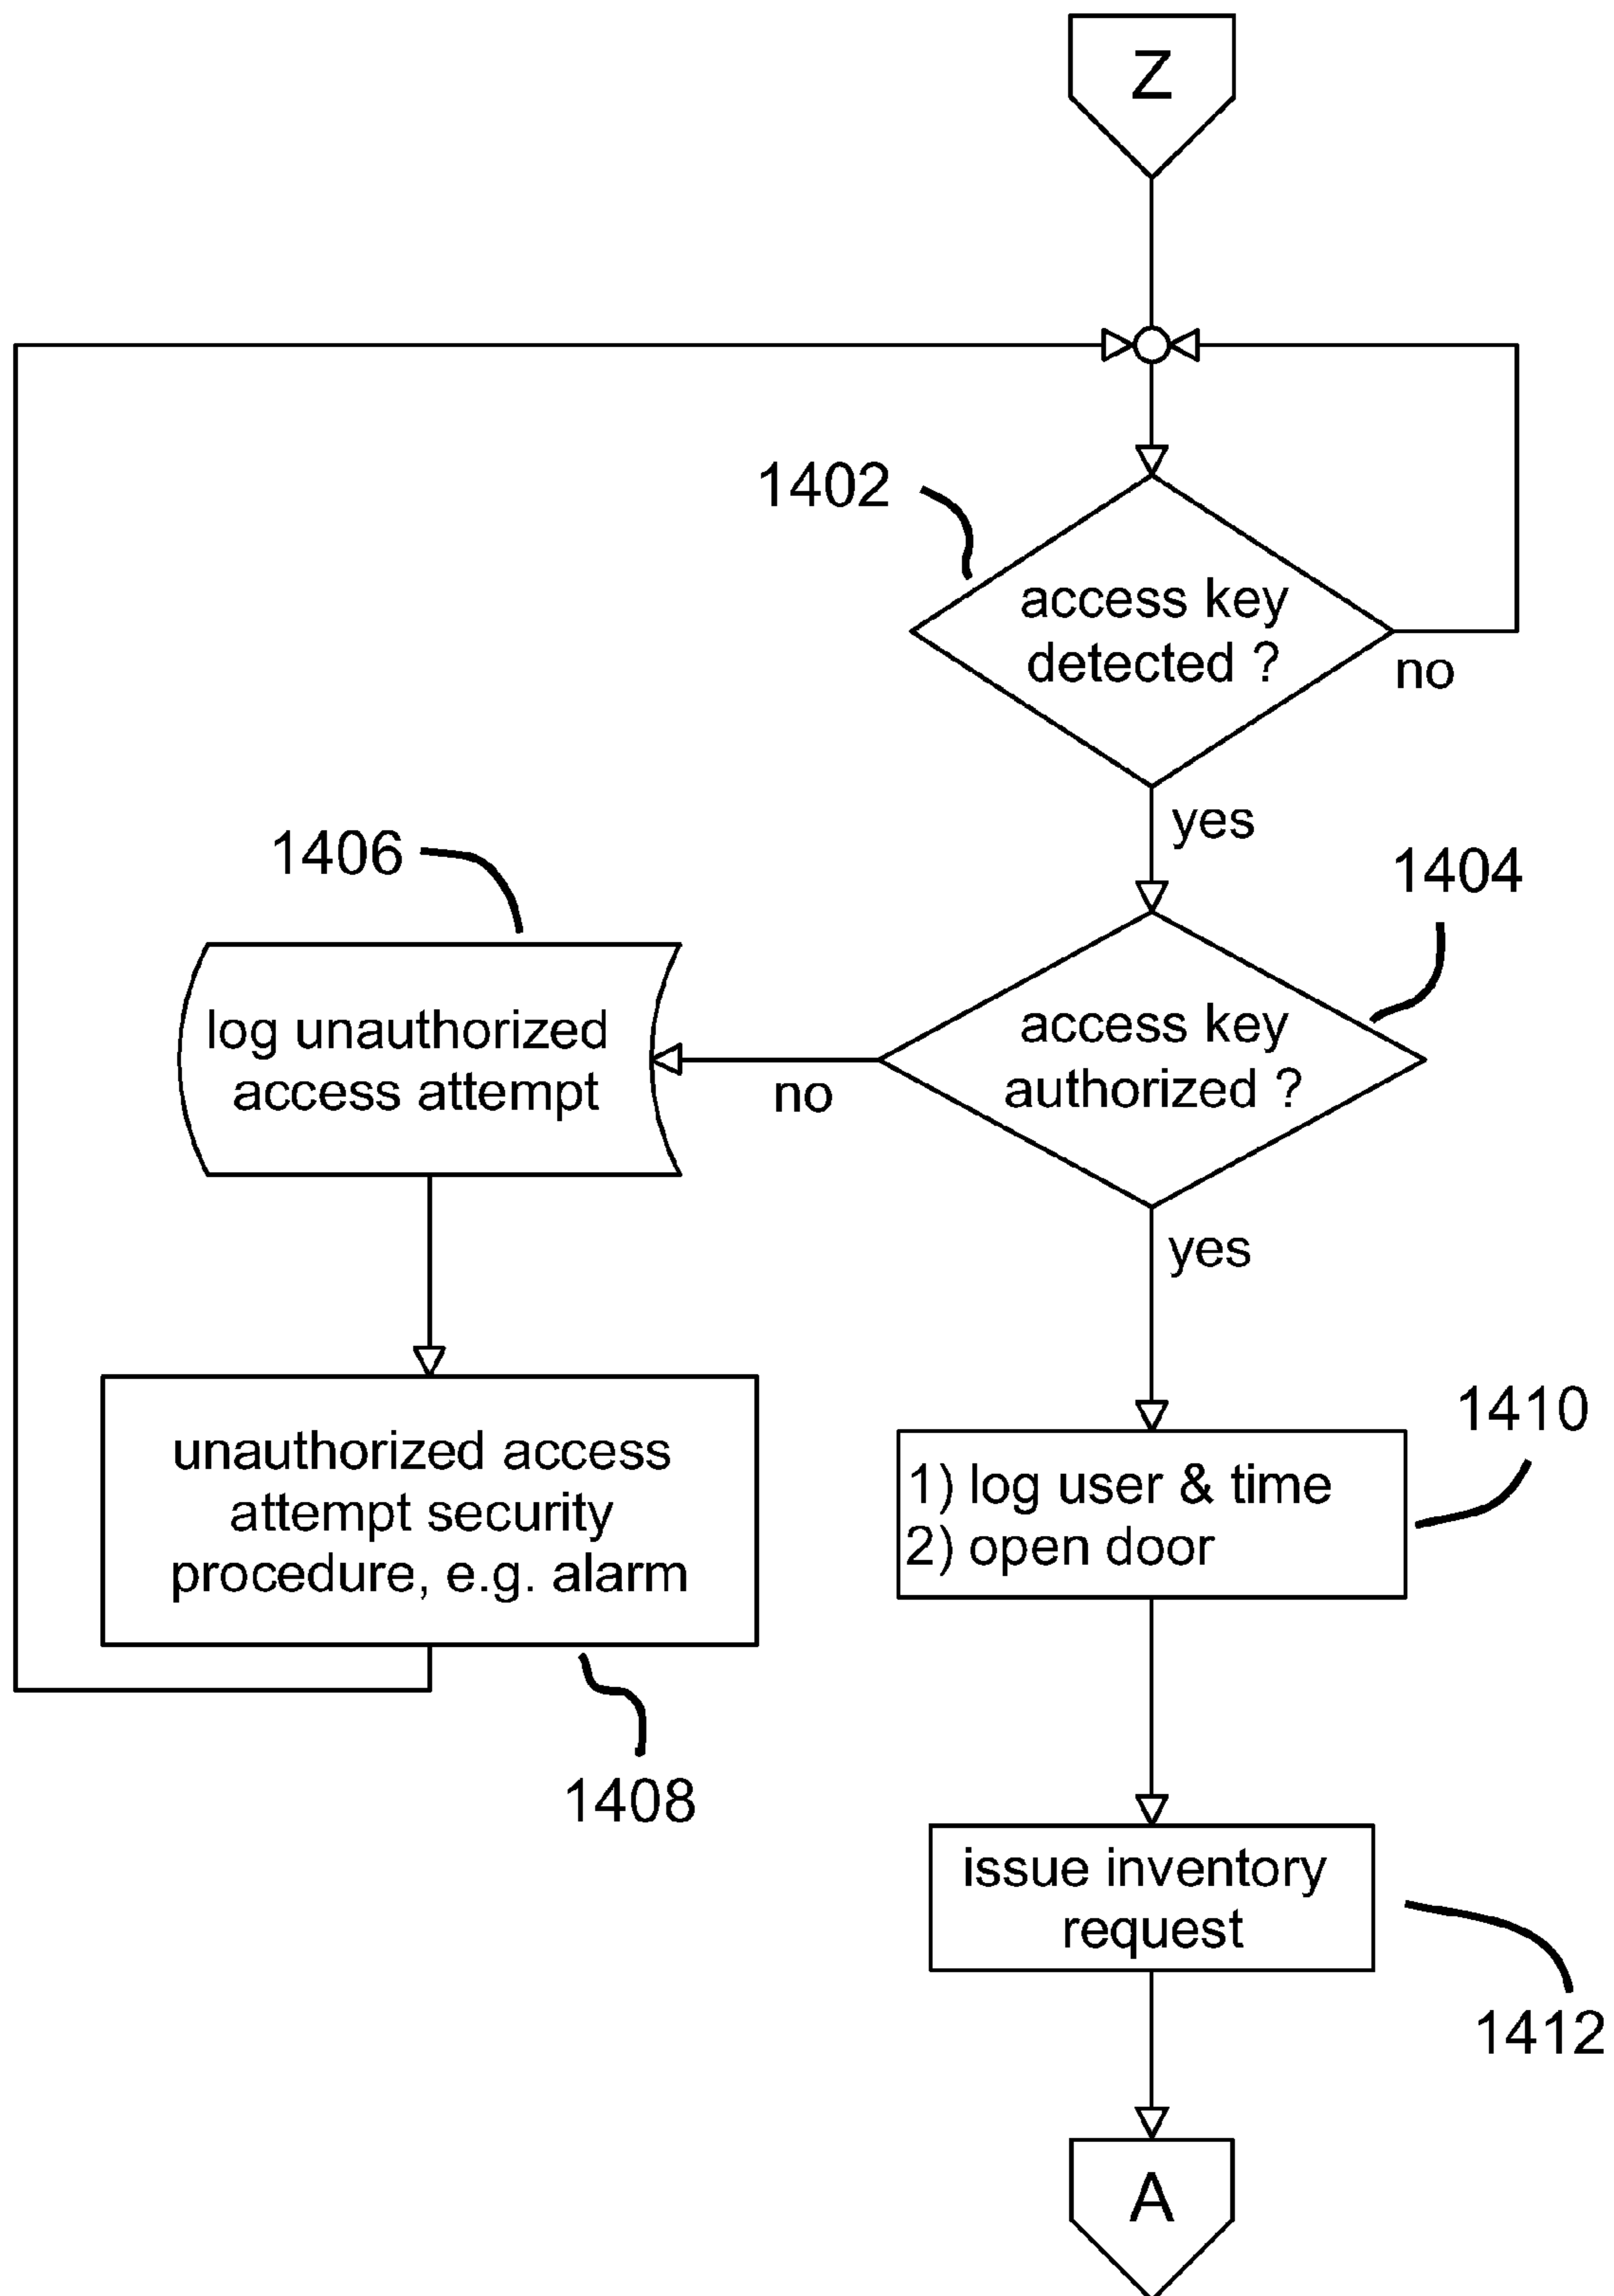 Z
1402
access key
detected ?
no
yes
1406
1404
log unauthorized
access attempt
no
access key
authorized ?
yes
unauthorized access
attempt security
procedure, e.g. alarm
1408
1410
1) log user & time
2) open door
issue inventory
request
1412
A